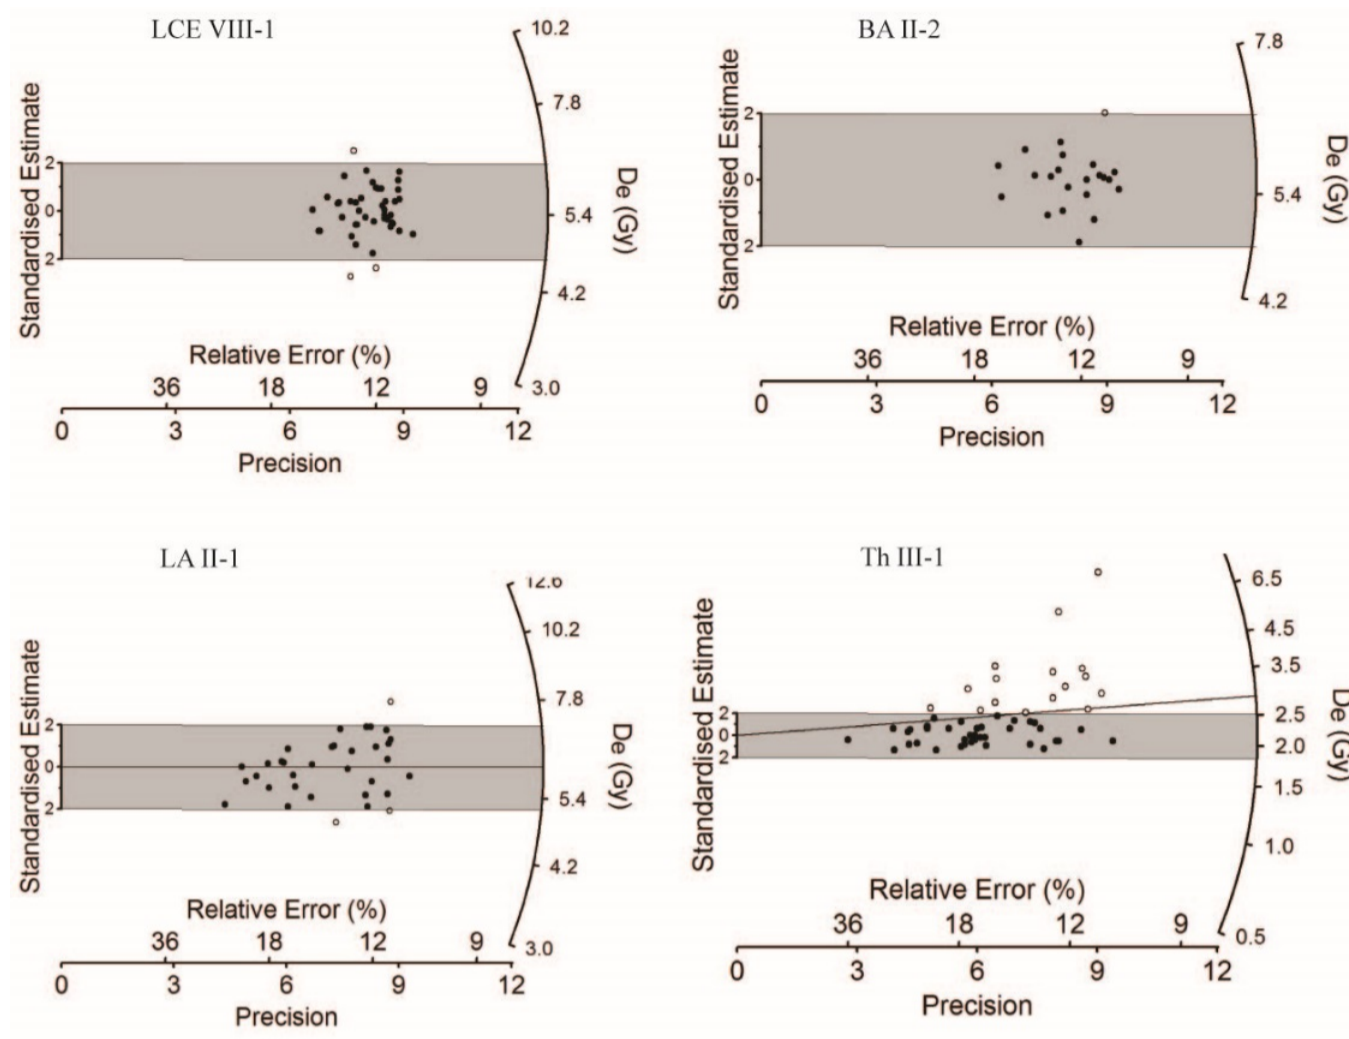 LCE VIII-1
Standardised Estimate
2
0
2
10.2
7.8
5.4
4.2
3.0
De (Gy)
Relative Error (%)
36 18 12 9
0 3 6 9 12
Precision
BA II-2
Standardised Estimate
2
0
2
7.8
5.4
4.2
De (Gy)
Relative Error (%)
36 18 12 9
0 3 6 9 12
Precision
LA II-1
Standardised Estimate
2
0
2
12.6
10.2
7.8
5.4
4.2
3.0
De (Gy)
Relative Error (%)
36 18 12 9
0 3 6 9 12
Precision
Th III-1
Standardised Estimate
2
0
2
6.5
4.5
3.5
2.5
2.0
1.5
1.0
0.5
De (Gy)
Relative Error (%)
36 18 12 9
0 3 6 9 12
Precision